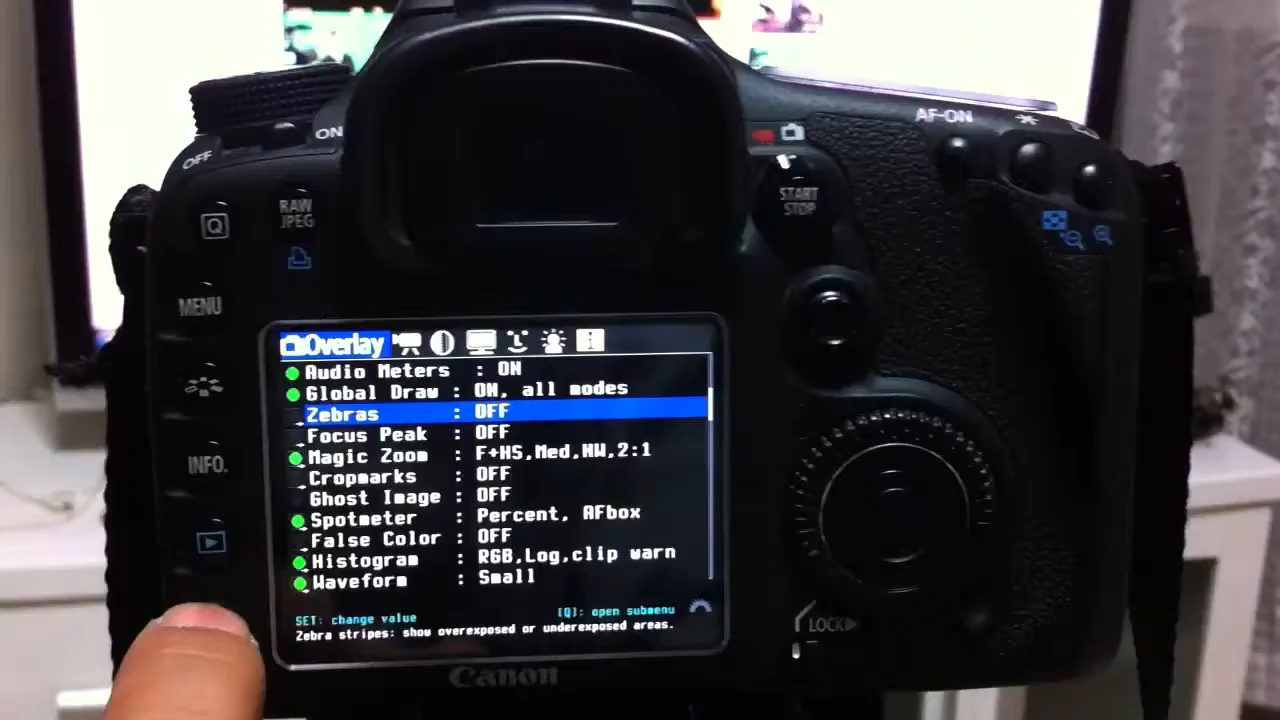 OFF
ON
AF-ON
Q
RAW
JPEG
START
STOP
MENU
Overlay
Audio Meters : ON
Global Draw : ON, all modes
Zebras : OFF
Focus Peak : OFF
INFO.
Magic Zoom : F+HS,Med,NW,2:1
Cropmarks : OFF
Ghost Image : OFF
Spotmeter : Percent, AFbox
False Color : OFF
Histogram : RGB,Log,clip warn
Waveform : Small
SET: change value
[Q]: open submenu
Zebra stripes: show overexposed or underexposed areas.
LOCK
Canon